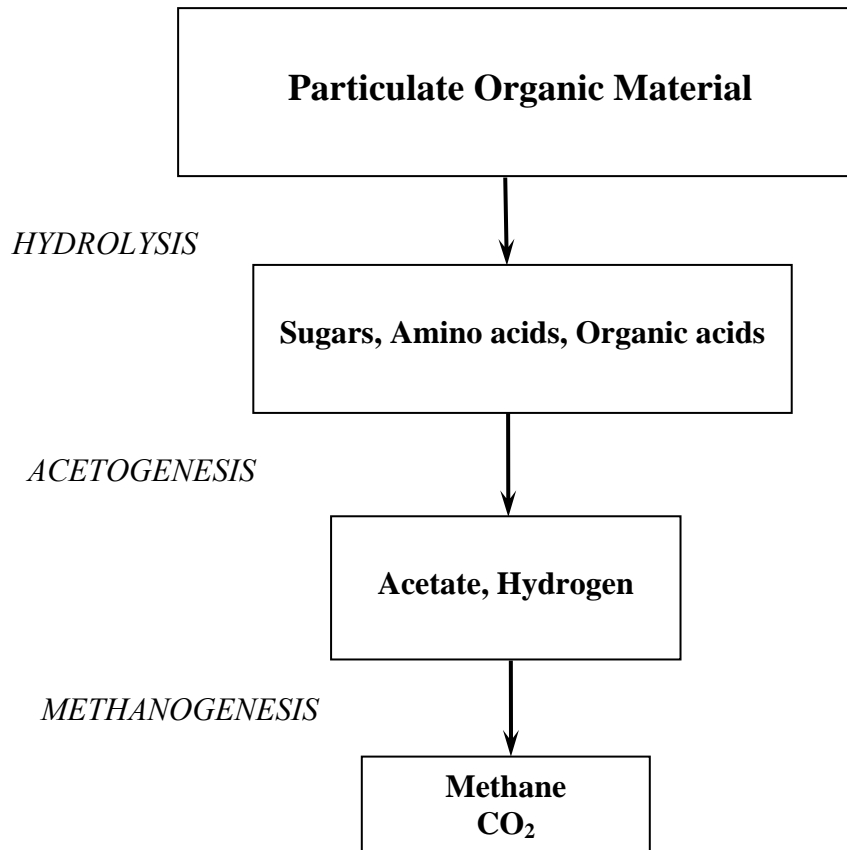 Particulate Organic Material
HYDROLYSIS
Sugars, Amino acids, Organic acids
ACETOGENESIS
Acetate, Hydrogen
METHANOGENESIS
Methane
CO₂